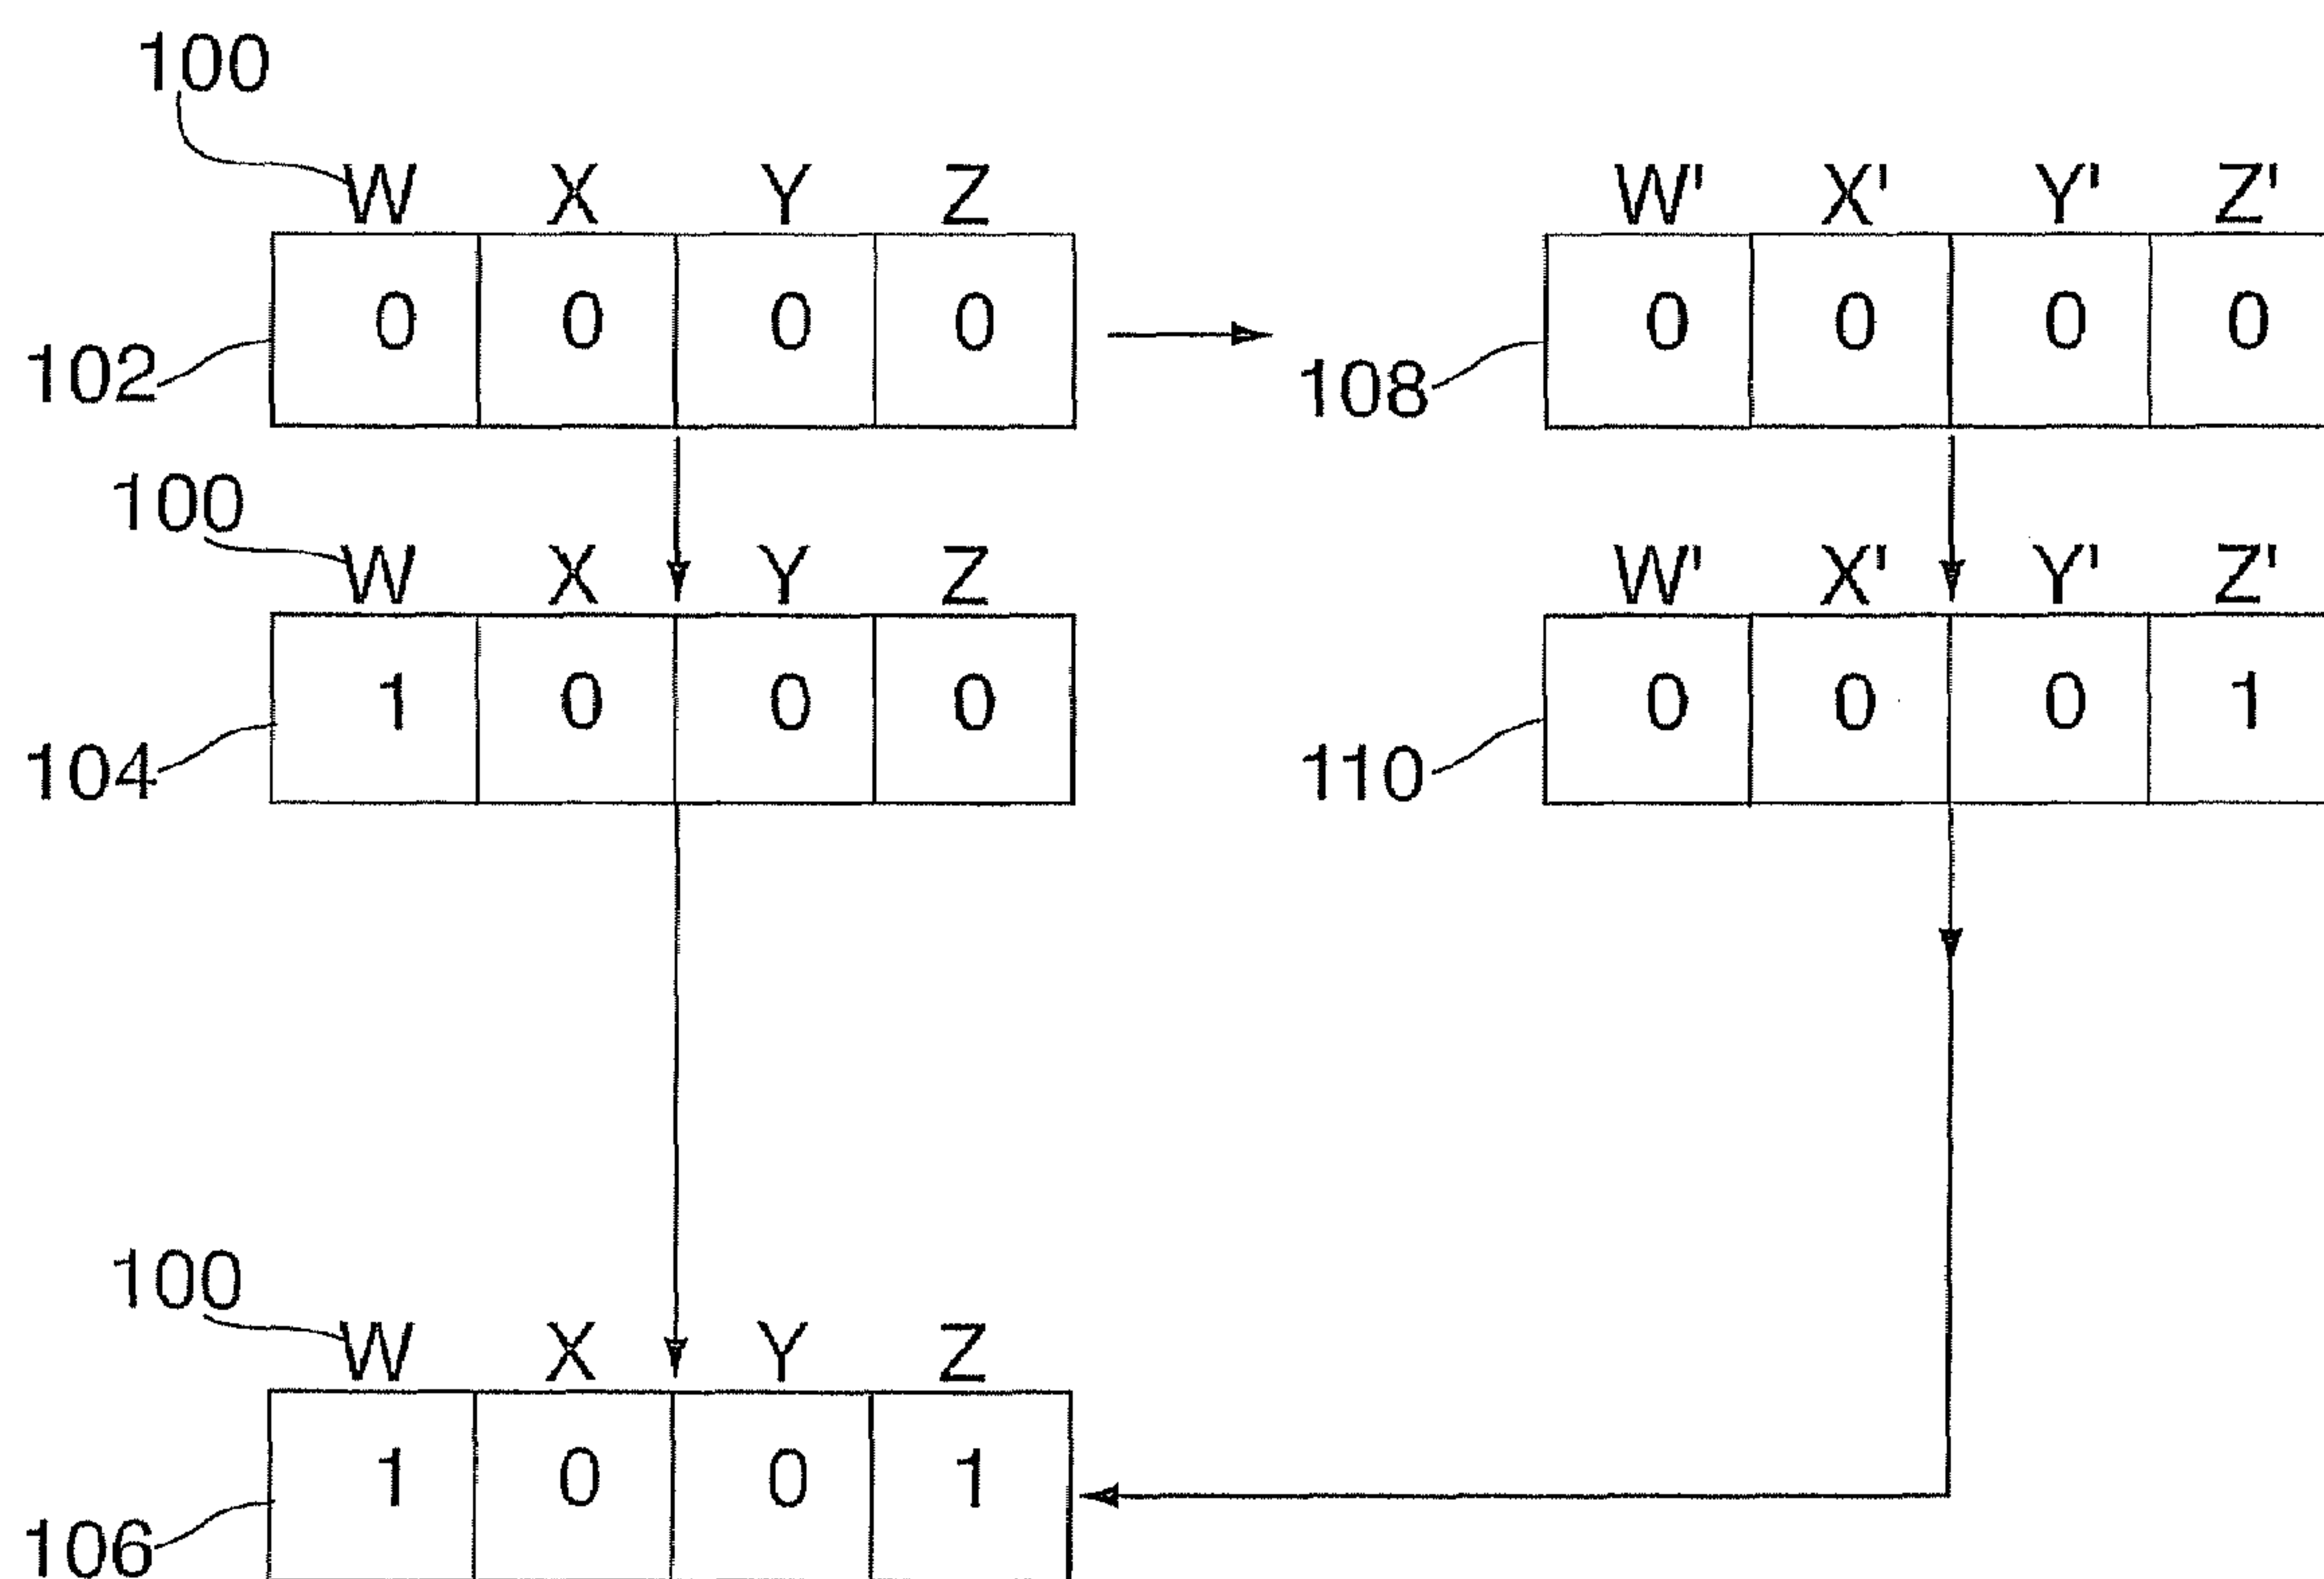 100
W X Y Z W' X' Y' Z'
0 0 0 0 0 0 0 0
102 108
100
W X Y Z W' X' Y' Z'
1 0 0 0 0 0 0 1
104 110
100
W X Y Z
1 0 0 1
106